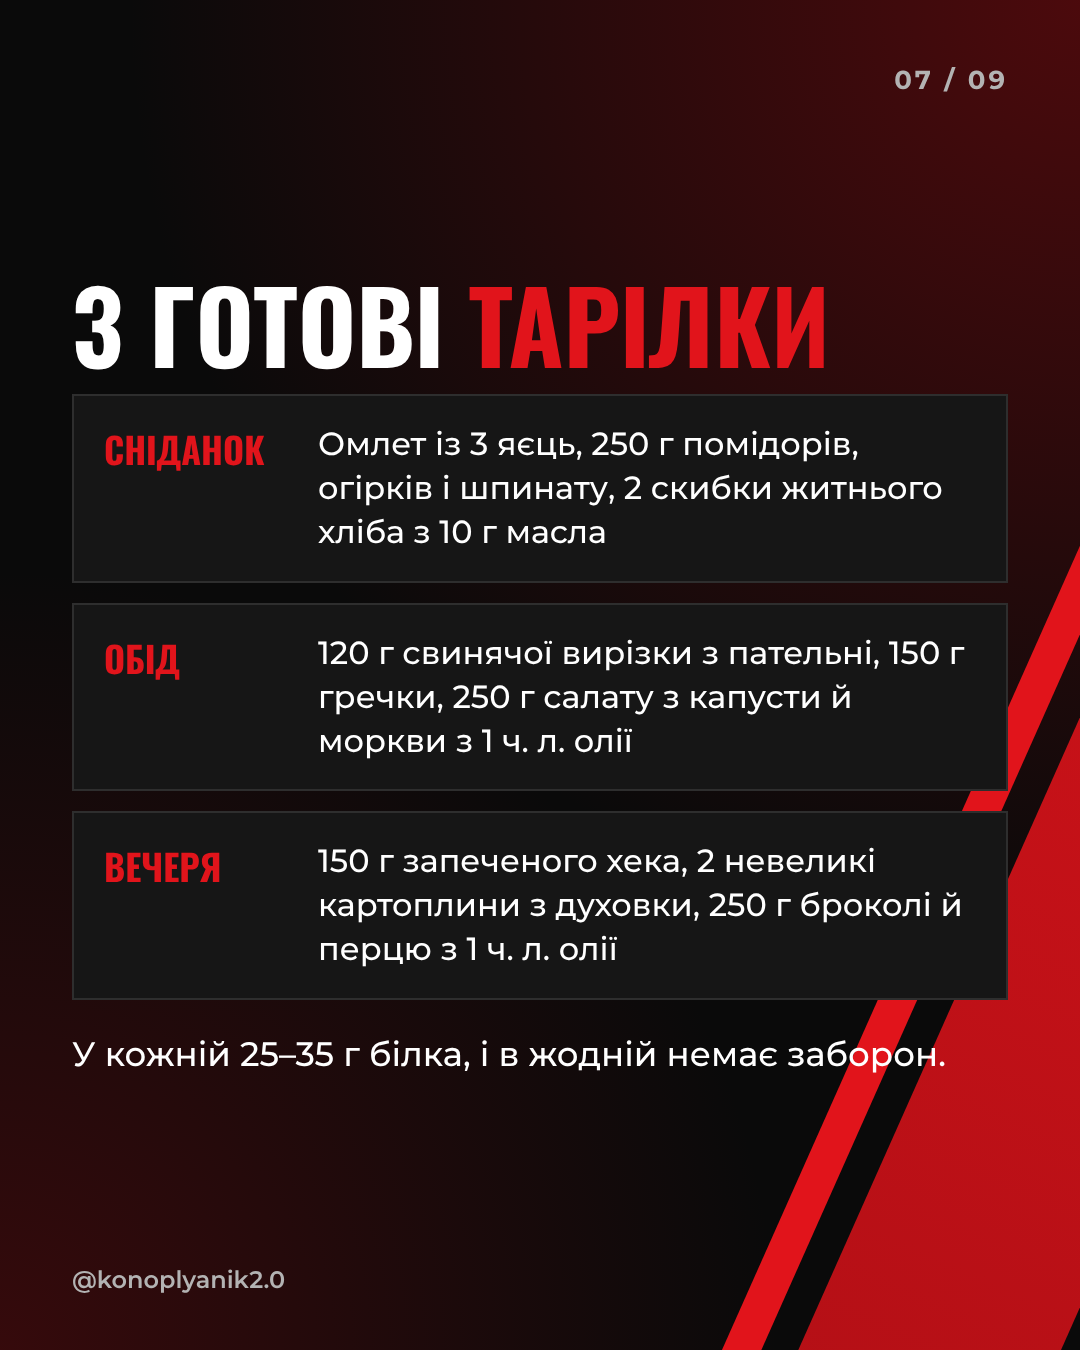 07 / 09
3 ГОТОВІ ТАРІЛКИ
СНІДАНОК
Омлет із 3 яєць, 250 г помідорів,
огірків і шпинату, 2 скибки житнього
хліба з 10 г масла
ОБІД
120 г свинячої вирізки з пательні, 150 г
гречки, 250 г салату з капусти й
моркви з 1 ч. л. олії
ВЕЧЕРЯ
150 г запеченого хека, 2 невеликі
картоплини з духовки, 250 г броколі й
перцю з 1 ч. л. олії
У кожній 25–35 г білка, і в жодній немає заборон.
@konoplyanik2.0